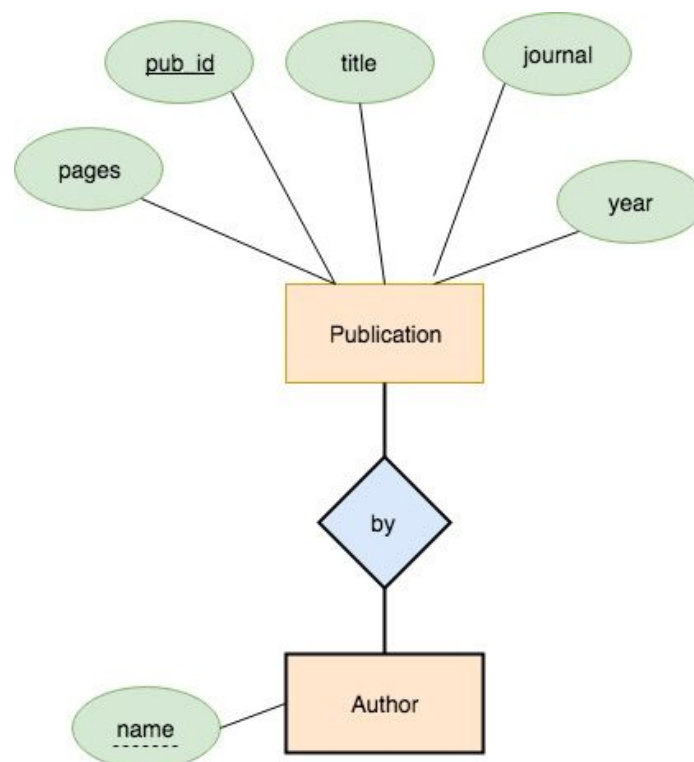 pub_id
title
journal
pages
year
Publication
by
Author
name